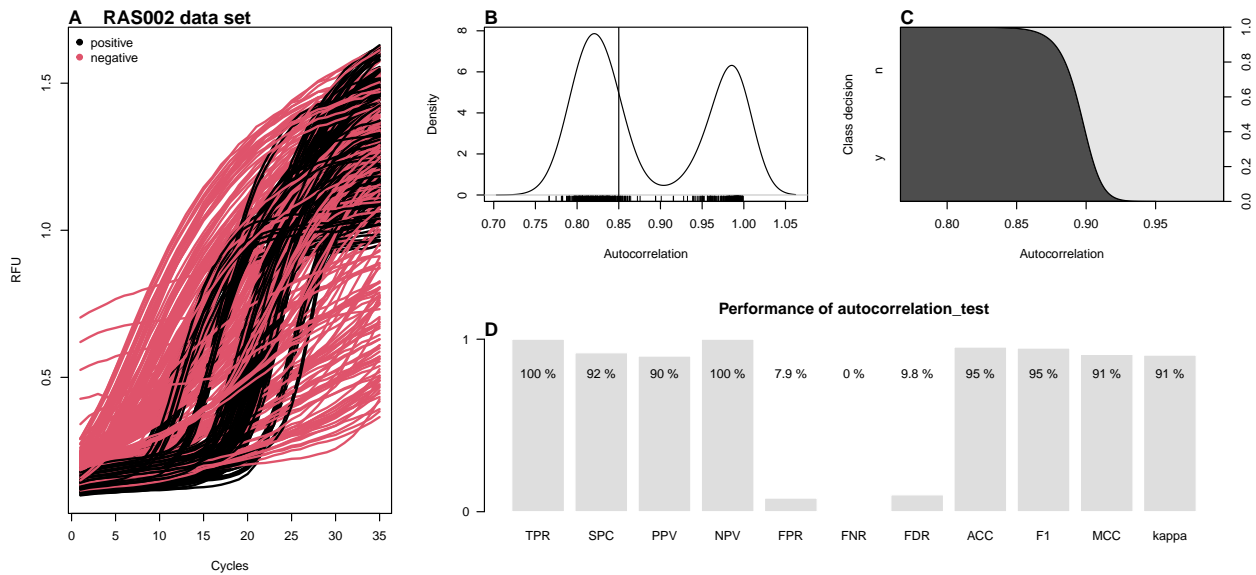 A RAS002 data set
positive
negative
RFU
0.5 1.0 1.5
0 5 10 15 20 25 30 35
Cycles
B
Density
0 2 4 6 8
0.70 0.75 0.80 0.85 0.90 0.95 1.00 1.05
Autocorrelation
C
Class decision
y n
0.0 0.2 0.4 0.6 0.8 1.0
0.80 0.85 0.90 0.95
Autocorrelation
Performance of autocorrelation_test
D
1
0
100 % 92 % 90 % 100 % 7.9 % 0 % 9.8 % 95 % 95 % 91 % 91 %
TPR SPC PPV NPV FPR FNR FDR ACC F1 MCC kappa